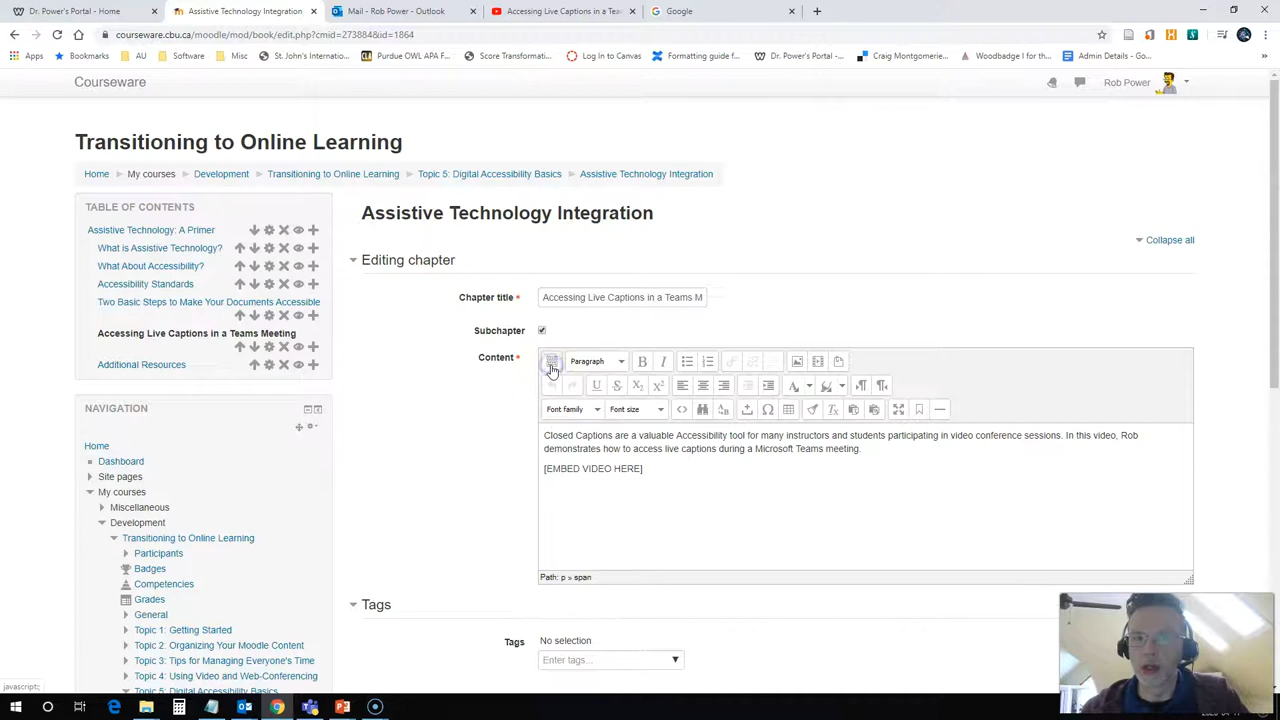 Dr. Power's Portal - Home
Assistive Technology Integration
Mail - Rob Power - Outlook
Accessing Live Captions in a Team
Google
courseware.cbu.ca/moodle/mod/book/edit.php?cmid=273884&id=1864
Apps
Bookmarks
AU
Software
Misc
St. John's Internatio...
Purdue OWL APA F...
Score Transformati...
Log In to Canvas
Formatting guide f...
Dr. Power's Portal -...
Craig Montgomerie...
Woodbadge I for th...
Admin Details - Go...
Courseware
Rob Power
Transitioning to Online Learning
Home
My courses
Development
Transitioning to Online Learning
Topic 5: Digital Accessibility Basics
Assistive Technology Integration
TABLE OF CONTENTS
Assistive Technology: A Primer
What is Assistive Technology?
What About Accessibility?
Accessibility Standards
Two Basic Steps to Make Your Documents Accessible
Accessing Live Captions in a Teams Meeting
Additional Resources
NAVIGATION
Home
Dashboard
Site pages
My courses
Miscellaneous
Development
Transitioning to Online Learning
Participants
Badges
Competencies
Grades
General
Topic 1: Getting Started
Topic 2. Organizing Your Moodle Content
Topic 3: Tips for Managing Everyone's Time
Topic 4: Using Video and Web-Conferencing
Topic 5: Digital Accessibility Basics
Assistive Technology Integration
Collapse all
Editing chapter
Chapter title
Accessing Live Captions in a Teams M
Subchapter
Content
Paragraph
Font family
Font size
Closed Captions are a valuable Accessibility tool for many instructors and students participating in video conference sessions. In this video, Rob
demonstrates how to access live captions during a Microsoft Teams meeting.
[EMBED VIDEO HERE]
Path: p » span
Tags
Tags
No selection
Enter tags...
javascript:;